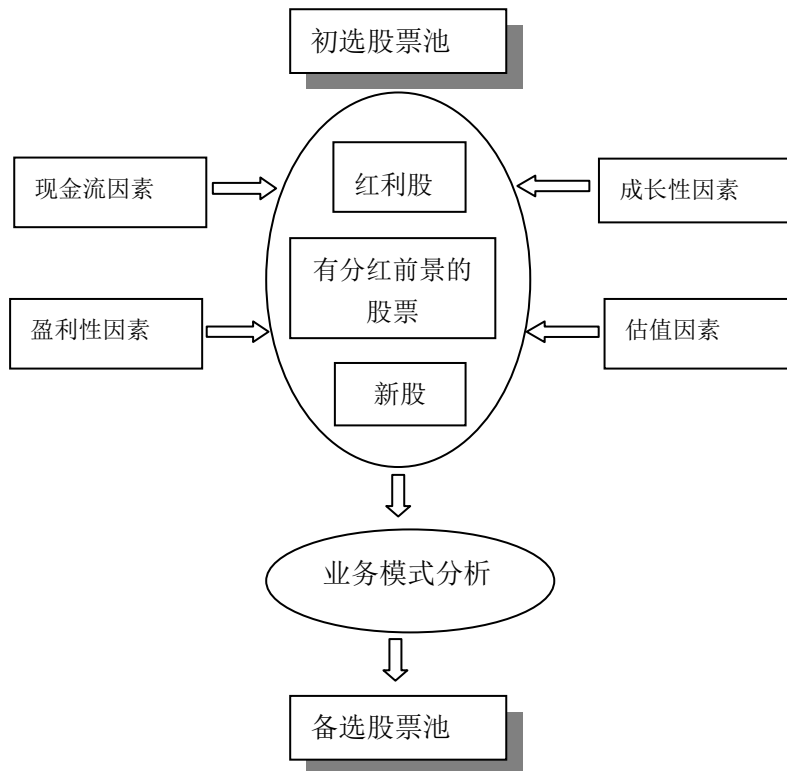 初选股票池
现金流因素
红利股
成长性因素
有分红前景的
股票
盈利性因素
估值因素
新股
业务模式分析
备选股票池